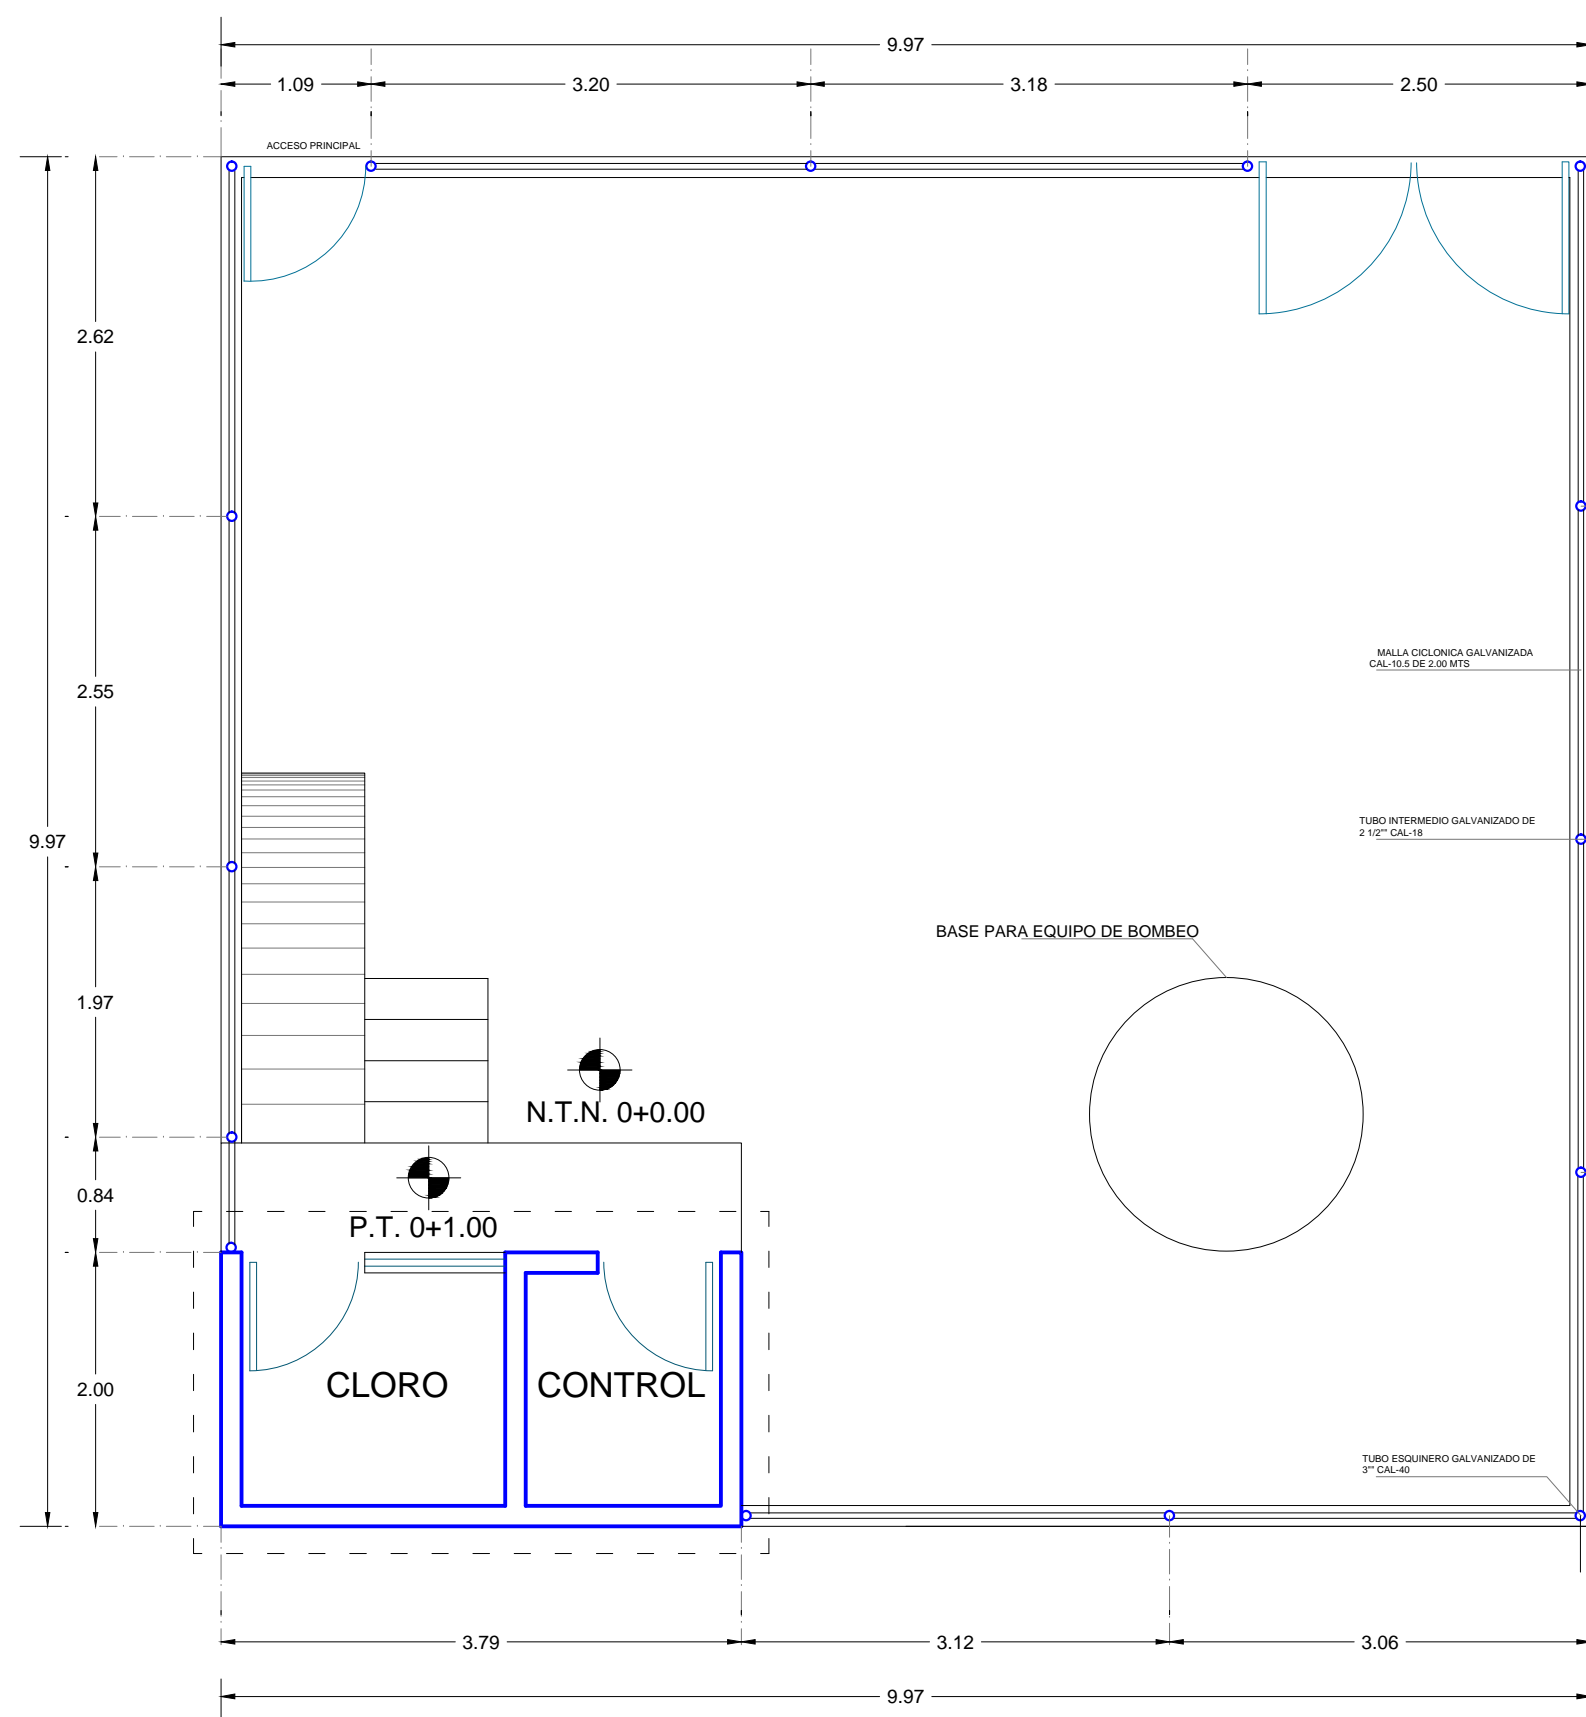 9.97
1.09
3.20
3.18
2.50
ACCESO PRINCIPAL
2.62
MALLA CICLONICA GALVANIZADA
CAL-10.5 DE 2.00 MTS
2.55
TUBO INTERMEDIO GALVANIZADO DE
2 1/2"" CAL-18
9.97
BASE PARA EQUIPO DE BOMBEO
1.97
N.T.N. 0+0.00
0.84
P.T. 0+1.00
2.00
CLORO
CONTROL
TUBO ESQUINERO GALVANIZADO DE
3"" CAL-40
3.79
3.12
3.06
9.97